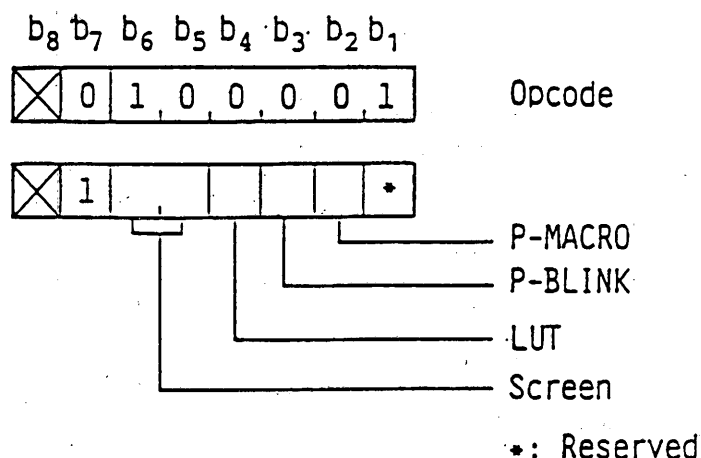 b8 b7 b6 b5 b4 b3 b2 b1
0 1 0 0 0 0 1 Opcode
1 *
P-MACRO
P-BLINK
LUT
Screen
*: Reserved